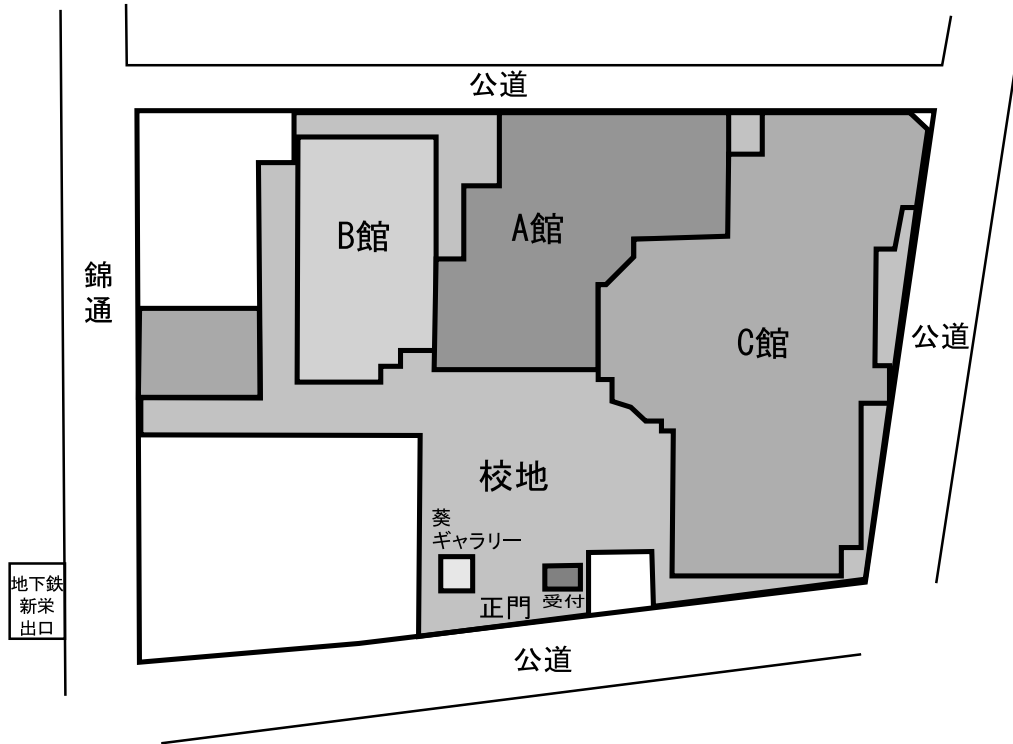 公道
B館
A館
錦
通
C館
公道
校地
葵
ギャラリー
地下鉄
新栄
出口
正門
受付
公道